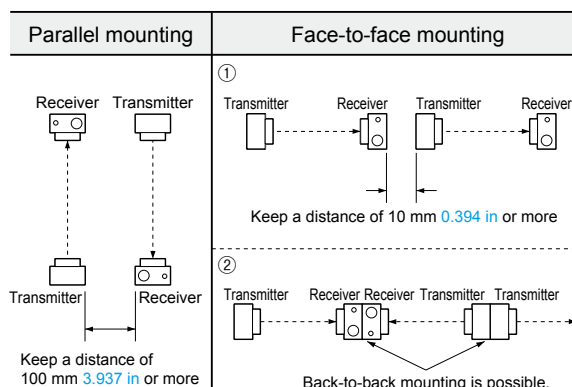 Parallel mounting
Face-to-face mounting
Receiver Transmitter
Transmitter Receiver
Keep a distance of
100 mm 3.937 in or more
①
Transmitter Receiver Transmitter Receiver
Keep a distance of 10 mm 0.394 in or more
②
Transmitter Receiver Receiver Transmitter Transmitter
Back-to-back mounting is possible.